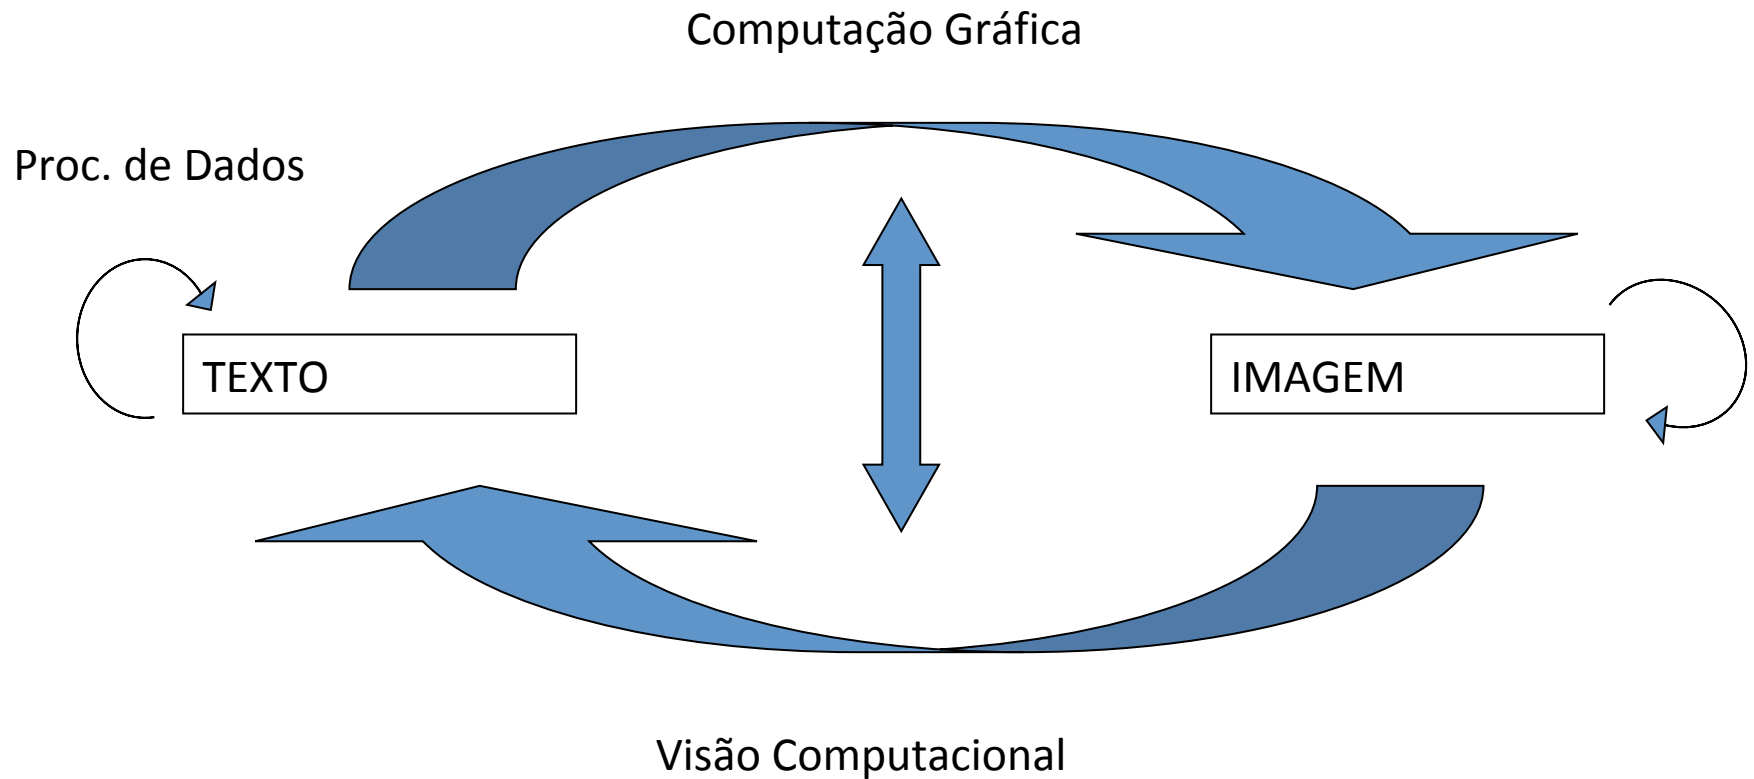 Computação Gráfica
Proc. de Dados
TEXTO
IMAGEM
Visão Computacional